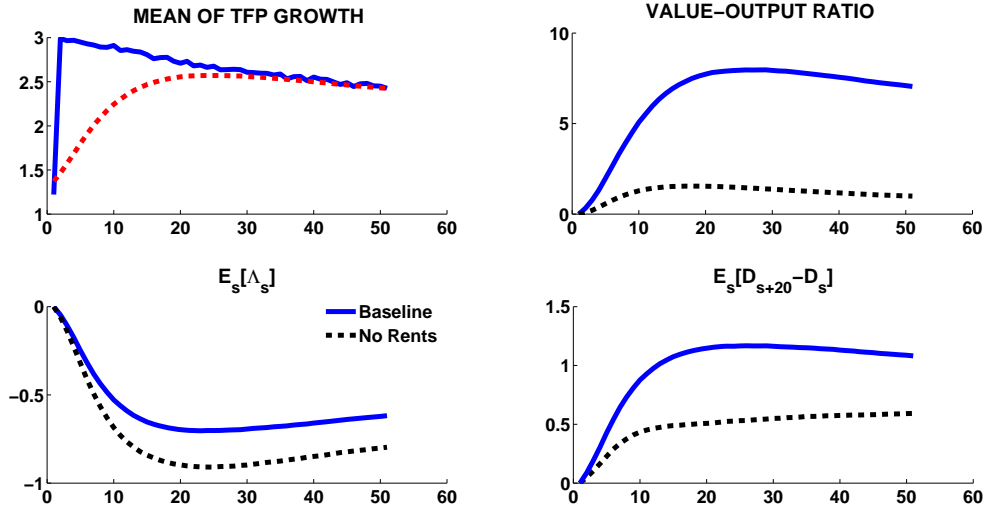 MEAN OF TFP GROWTH
3
2.5
2
1.5
1
0 10 20 30 40 50 60
VALUE−OUTPUT RATIO
10
5
0
0 10 20 30 40 50 60
E_s[Λ_s]
0
−0.5
−1
Baseline
No Rents
0 10 20 30 40 50 60
E_s[D_{s+20}−D_s]
1.5
1
0.5
0
0 10 20 30 40 50 60